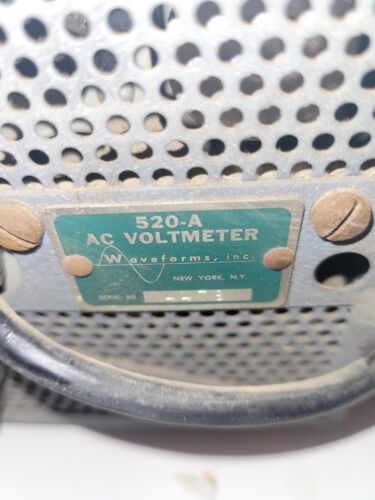 520-A
AC VOLTMETER
Waveforms, inc.
NEW YORK, N.Y.
SERIAL NO.